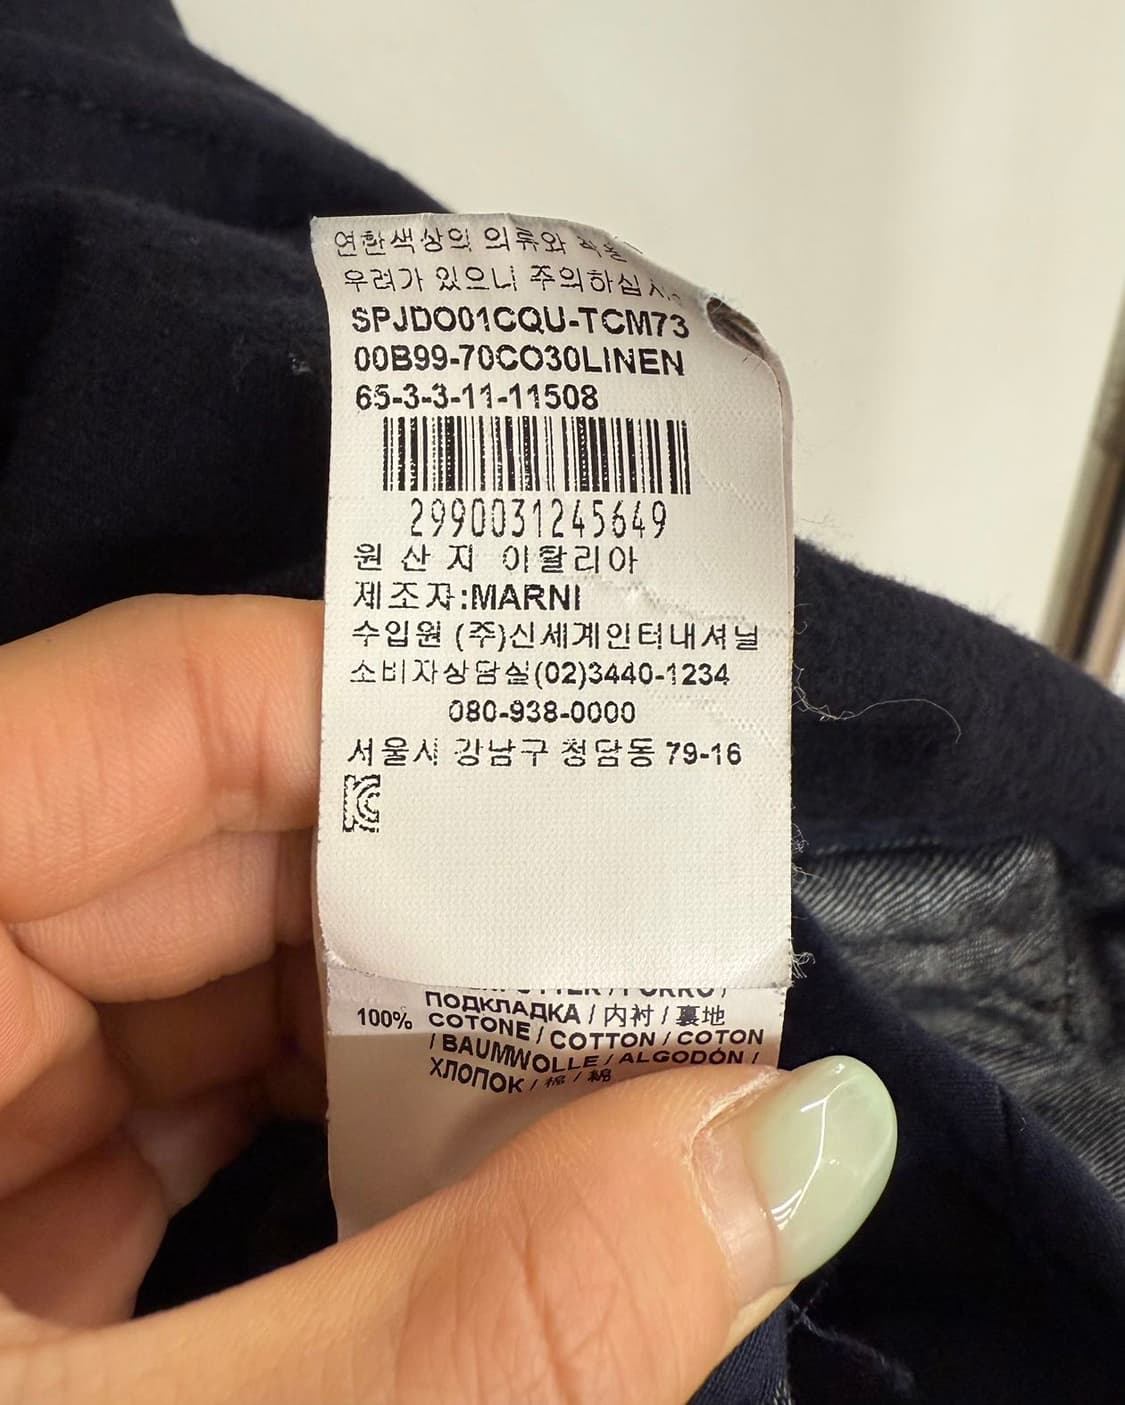 연한색상의 의류와
우려가 있으니 주의하십시오
SPJDO01CQU-TCM73
00B99-70CO30LINEN
65-3-3-11-11508
2990031245649
원 산 지 이탈리아
제조자:MARNI
수입원 (주)신세계인터내셔널
소비자상담실(02)3440-1234
080-938-0000
서울시 강남구 청담동 79-16
KC
ПОДКЛАДКА / 内衬 / 裏地
100% COTONE / COTTON / COTON
/ BAUMWOLLE / ALGODÓN /
ХЛОПОК / 棉 / 綿